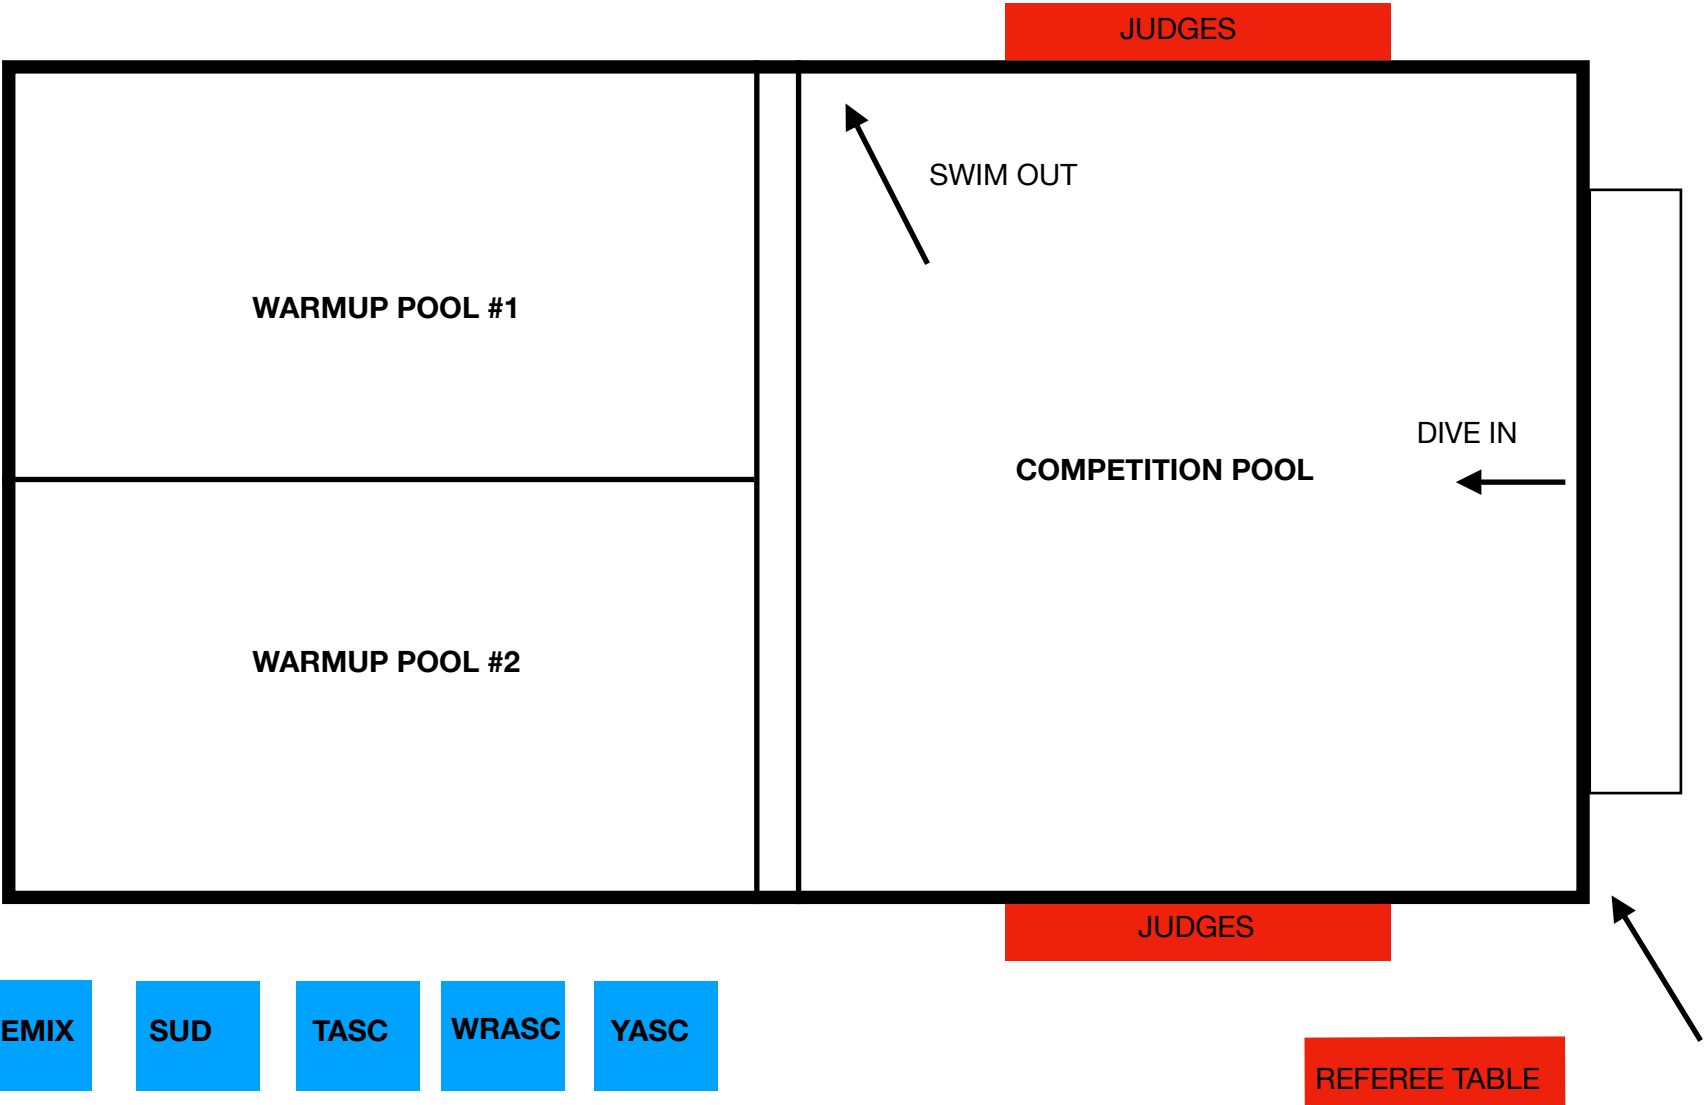 JUDGES
SWIM OUT
WARMUP POOL #1
DIVE IN
COMPETITION POOL
WARMUP POOL #2
JUDGES
EMIX
SUD
TASC
WRASC
YASC
REFEREE TABLE